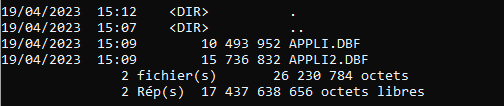 19/04/2023  15:12    <DIR>          .
19/04/2023  15:07    <DIR>          ..
19/04/2023  15:09        10 493 952 APPLI.DBF
19/04/2023  15:09        15 736 832 APPLI2.DBF
               2 fichier(s)       26 230 784 octets
               2 Rép(s)  17 437 638 656 octets libres